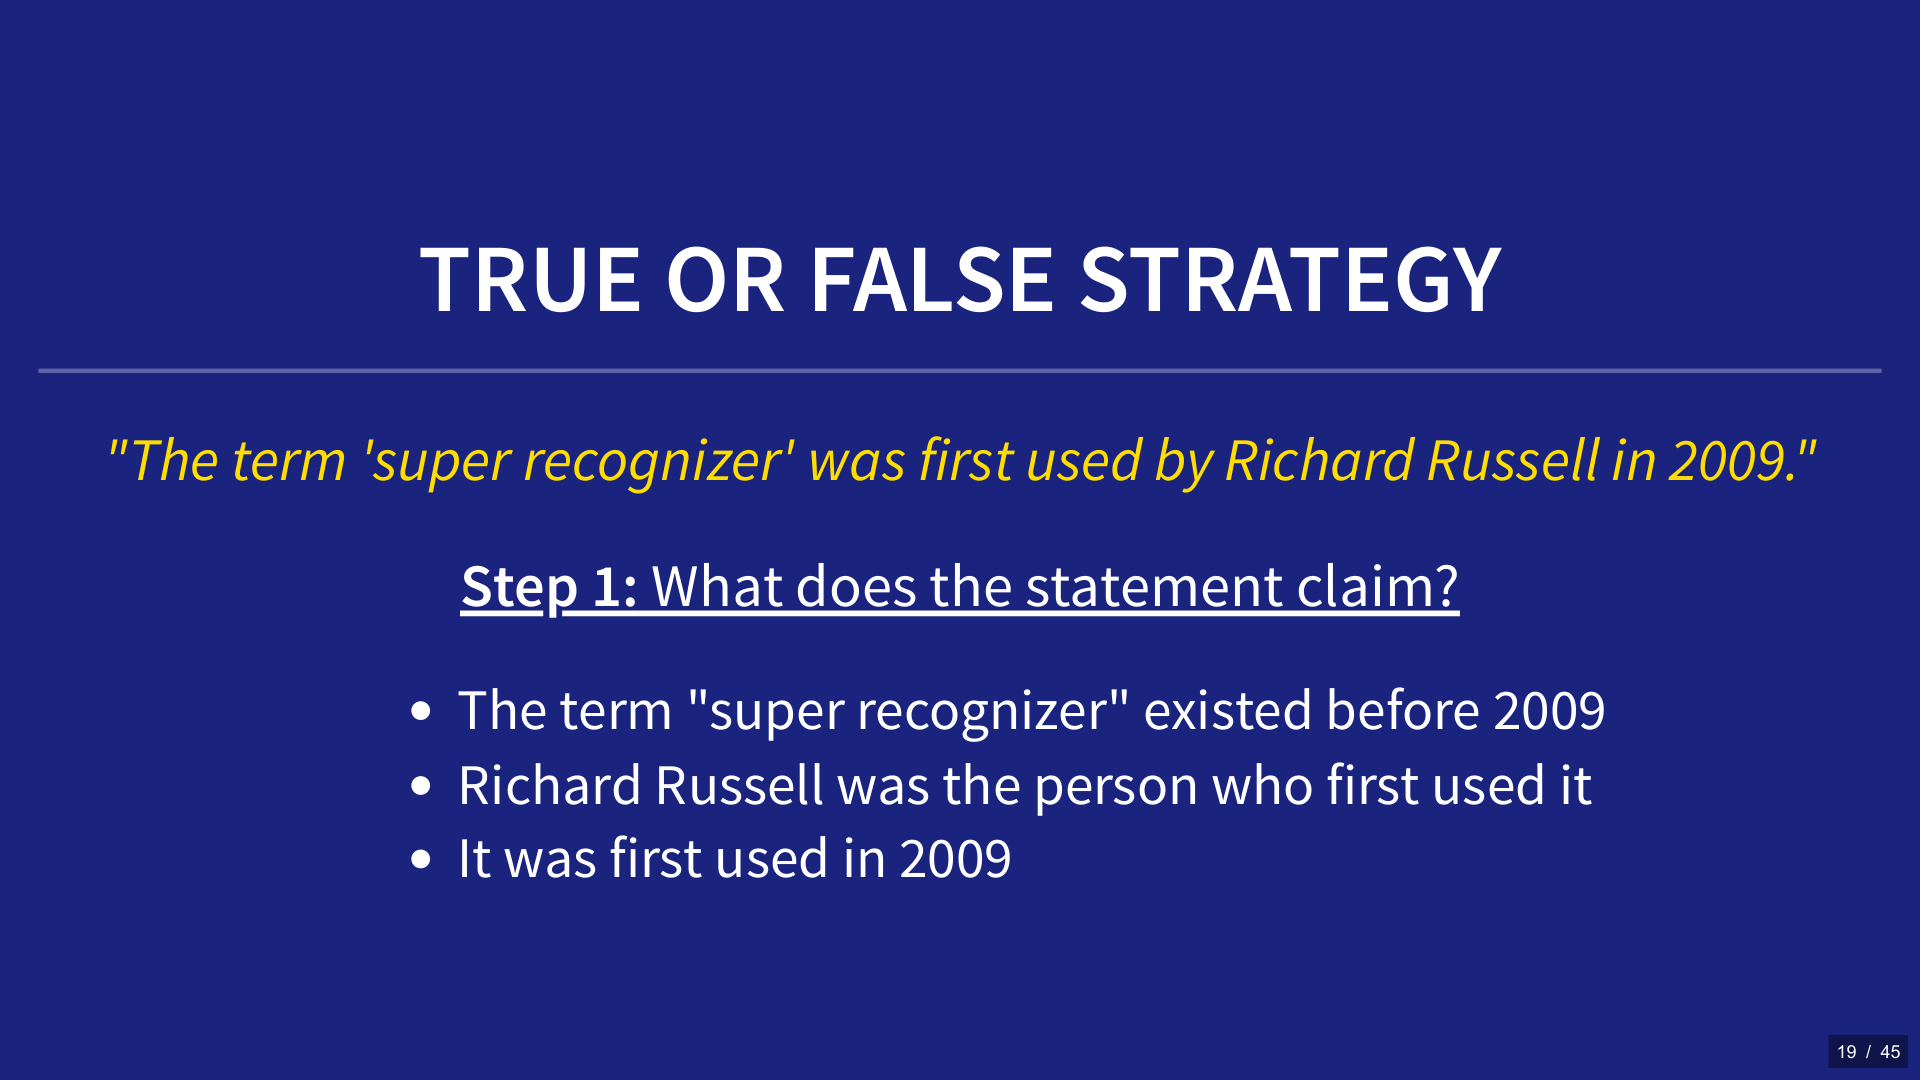 TRUE OR FALSE STRATEGY
"The term 'super recognizer' was first used by Richard Russell in 2009."
Step 1: What does the statement claim?
• The term "super recognizer" existed before 2009
• Richard Russell was the person who first used it
• It was first used in 2009
19 / 45